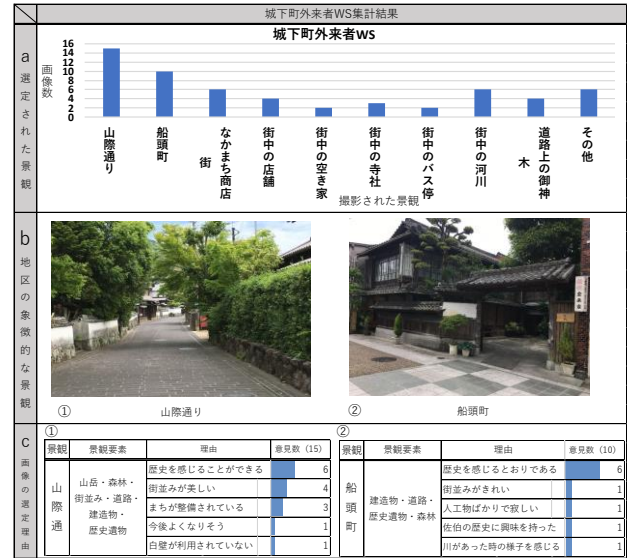 城下町外来者WS集計結果
a
選定された景観
城下町外来者WS
画像数
16
14
12
10
8
6
4
2
0
山際通り
船頭町
なかまち商店街
街中の店舗
街中の空き家
街中の寺社
街中のバス停
街中の河川
道路上の御神木
その他
撮影された景観
b
地区の象徴的な景観
① 山際通り
② 船頭町
c
画像の選定理由
①
景観 景観要素 理由 意見数（15）
山際通
山岳・森林・
街並み・道路・
建造物・
歴史遺物
歴史を感じることができる 6
街並みが美しい 4
まちが整備されている 3
今後よくなりそう 1
白壁が利用されていない 1
②
景観 景観要素 理由 意見数（10）
船頭町
建造物・道路・
歴史遺物・森林
歴史を感じるとおりである 6
街並みがきれい 1
人工物ばかりで寂しい 1
佐伯の歴史に興味を持った 1
川があった時の様子を感じる 1